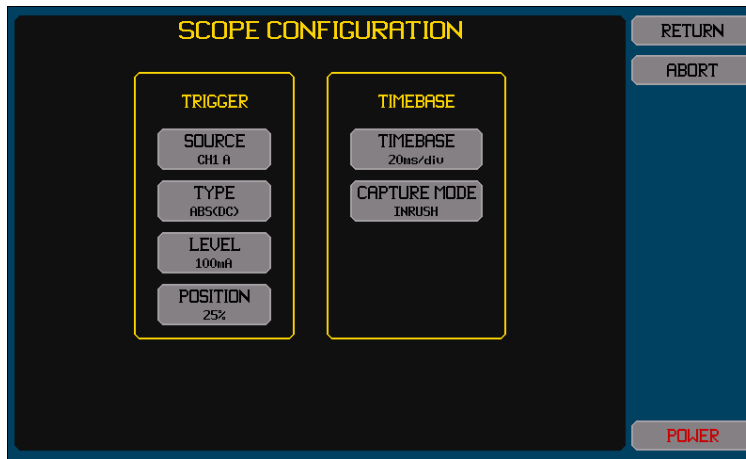 SCOPE CONFIGURATION
RETURN
ABORT
TRIGGER
SOURCE
CH1 A
TYPE
ABS(DC)
LEVEL
100mA
POSITION
25%
TIMEBASE
TIMEBASE
20ms/div
CAPTURE MODE
INRUSH
POWER